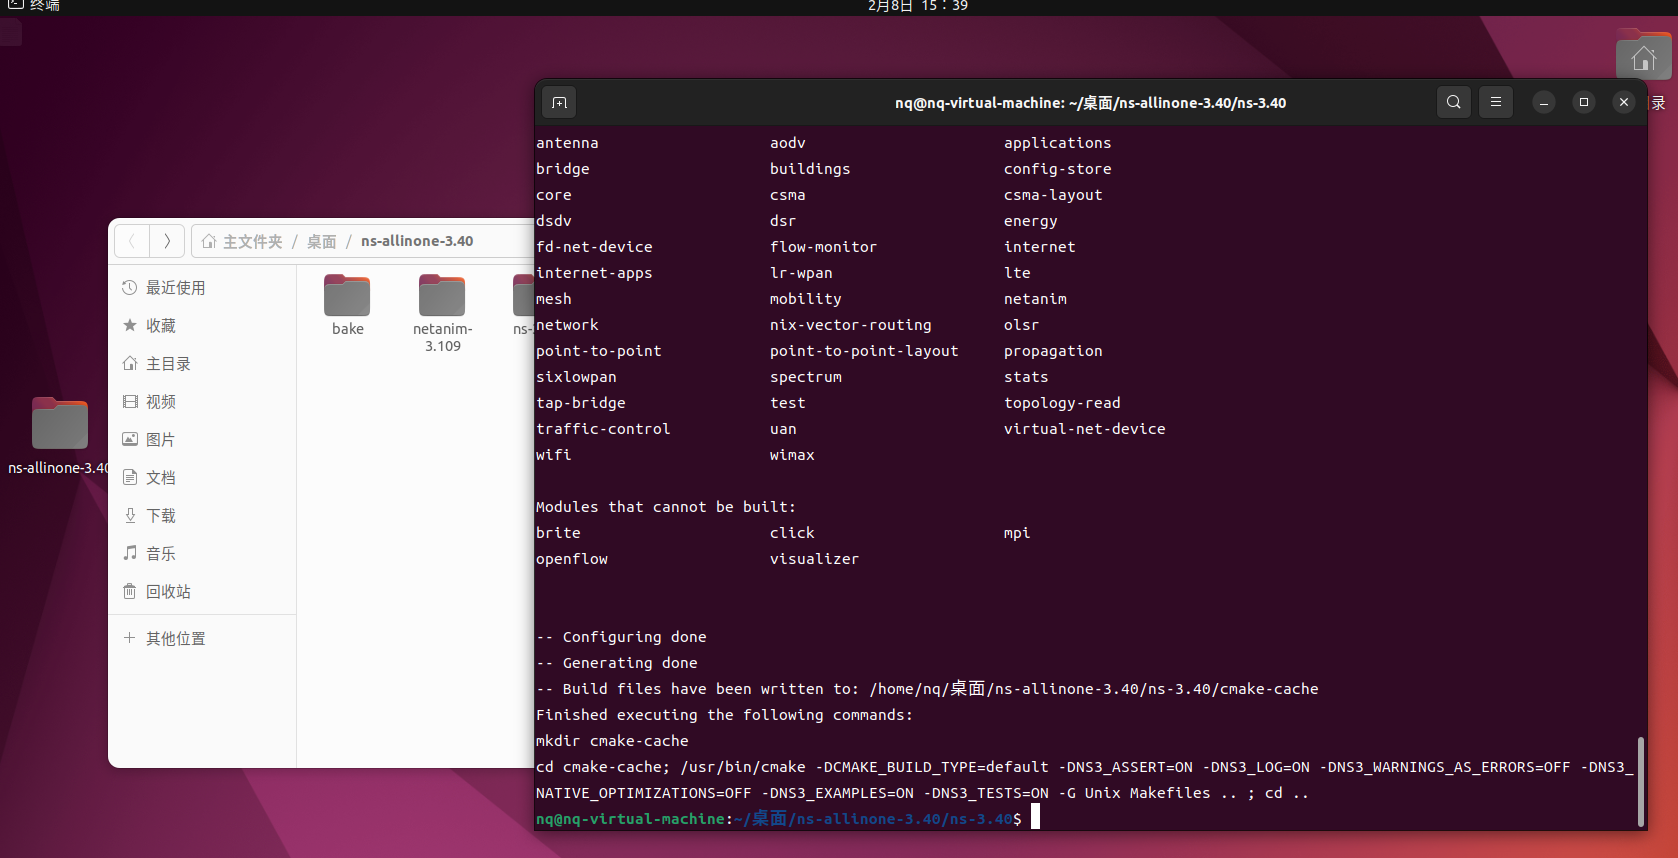 终端
2月8日 15：39
录
nq@nq-virtual-machine: ~/桌面/ns-allinone-3.40/ns-3.40
主文件夹 / 桌面 / ns-allinone-3.40
最近使用
收藏
主目录
视频
图片
文档
下载
音乐
回收站
其他位置
bake
netanim-
3.109
ns-
ns-allinone-3.40
antenna aodv applications
bridge buildings config-store
core csma csma-layout
dsdv dsr energy
fd-net-device flow-monitor internet
internet-apps lr-wpan lte
mesh mobility netanim
network nix-vector-routing olsr
point-to-point point-to-point-layout propagation
sixlowpan spectrum stats
tap-bridge test topology-read
traffic-control uan virtual-net-device
wifi wimax
Modules that cannot be built:
brite click mpi
openflow visualizer
-- Configuring done
-- Generating done
-- Build files have been written to: /home/nq/桌面/ns-allinone-3.40/ns-3.40/cmake-cache
Finished executing the following commands:
mkdir cmake-cache
cd cmake-cache; /usr/bin/cmake -DCMAKE_BUILD_TYPE=default -DNS3_ASSERT=ON -DNS3_LOG=ON -DNS3_WARNINGS_AS_ERRORS=OFF -DNS3_
NATIVE_OPTIMIZATIONS=OFF -DNS3_EXAMPLES=ON -DNS3_TESTS=ON -G Unix Makefiles .. ; cd ..
nq@nq-virtual-machine:~/桌面/ns-allinone-3.40/ns-3.40$